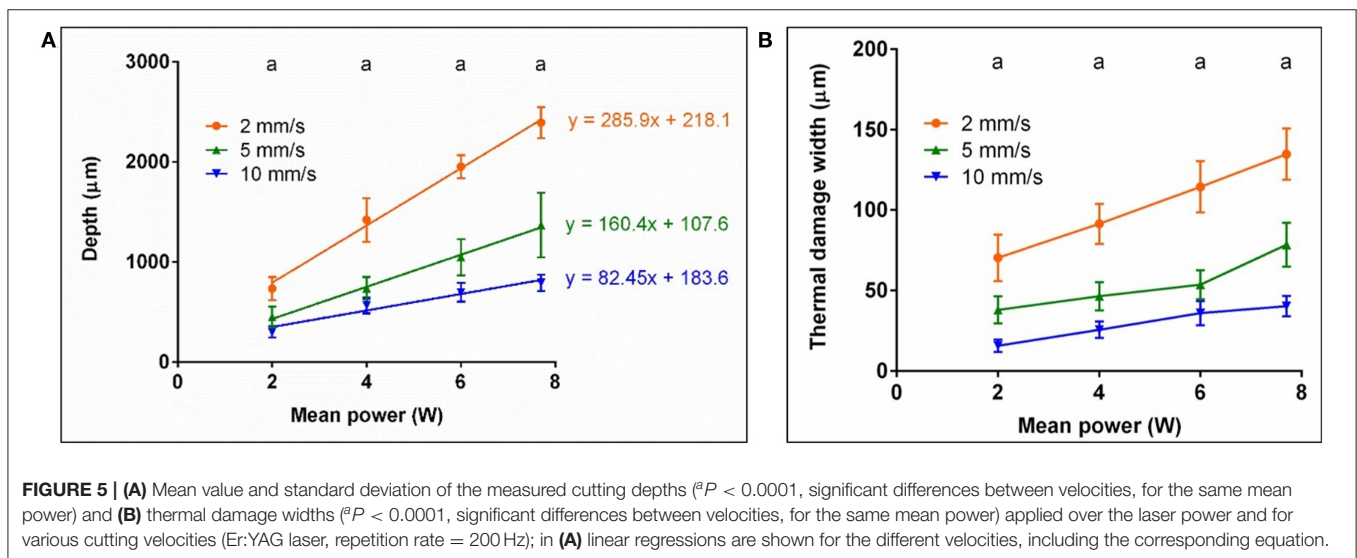 A
B
3000
2000
1000
0
Depth (µm)
a a a a
2 mm/s
5 mm/s
10 mm/s
y = 285.9x + 218.1
y = 160.4x + 107.6
y = 82.45x + 183.6
0 2 4 6 8
Mean power (W)
200
150
100
50
0
Thermal damage width (µm)
a a a a
2 mm/s
5 mm/s
10 mm/s
0 2 4 6 8
Mean power (W)
FIGURE 5 | (A) Mean value and standard deviation of the measured cutting depths (ᵃP < 0.0001, significant differences between velocities, for the same mean
power) and (B) thermal damage widths (ᵃP < 0.0001, significant differences between velocities, for the same mean power) applied over the laser power and for
various cutting velocities (Er:YAG laser, repetition rate = 200 Hz); in (A) linear regressions are shown for the different velocities, including the corresponding equation.